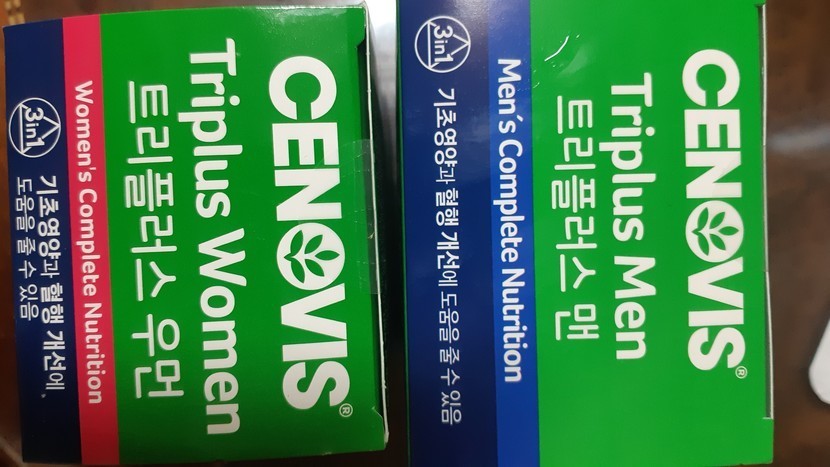 CENOVIS®
Triplus Women
트리플러스 우먼
Women's Complete Nutrition
3in1
기초영양과 혈행 개선에
도움을 줄 수 있음
CENOVIS®
Triplus Men
트리플러스 맨
Men's Complete Nutrition
3in1
기초영양과 혈행 개선에 도움을 줄 수 있음